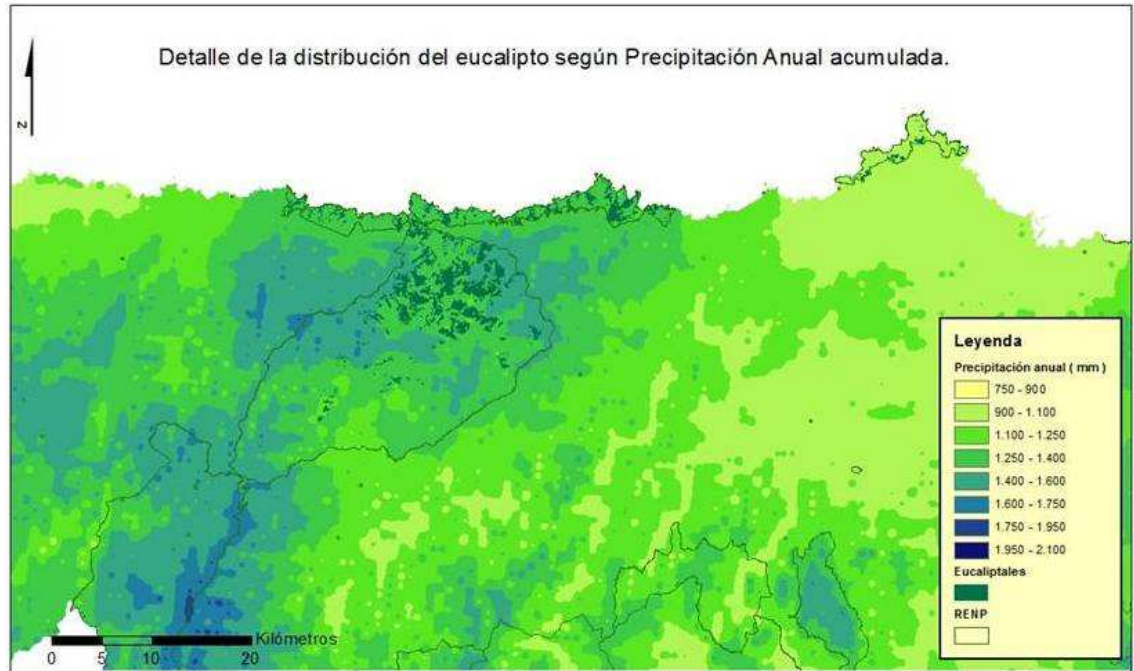 Detalle de la distribución del eucalipto según Precipitación Anual acumulada.
z
Leyenda
Precipitación anual ( mm )
750 - 900
900 - 1.100
1.100 - 1.250
1.250 - 1.400
1.400 - 1.600
1.600 - 1.750
1.750 - 1.950
1.950 - 2.100
Eucaliptales
RENP
Kilómetros
0 5 10 20